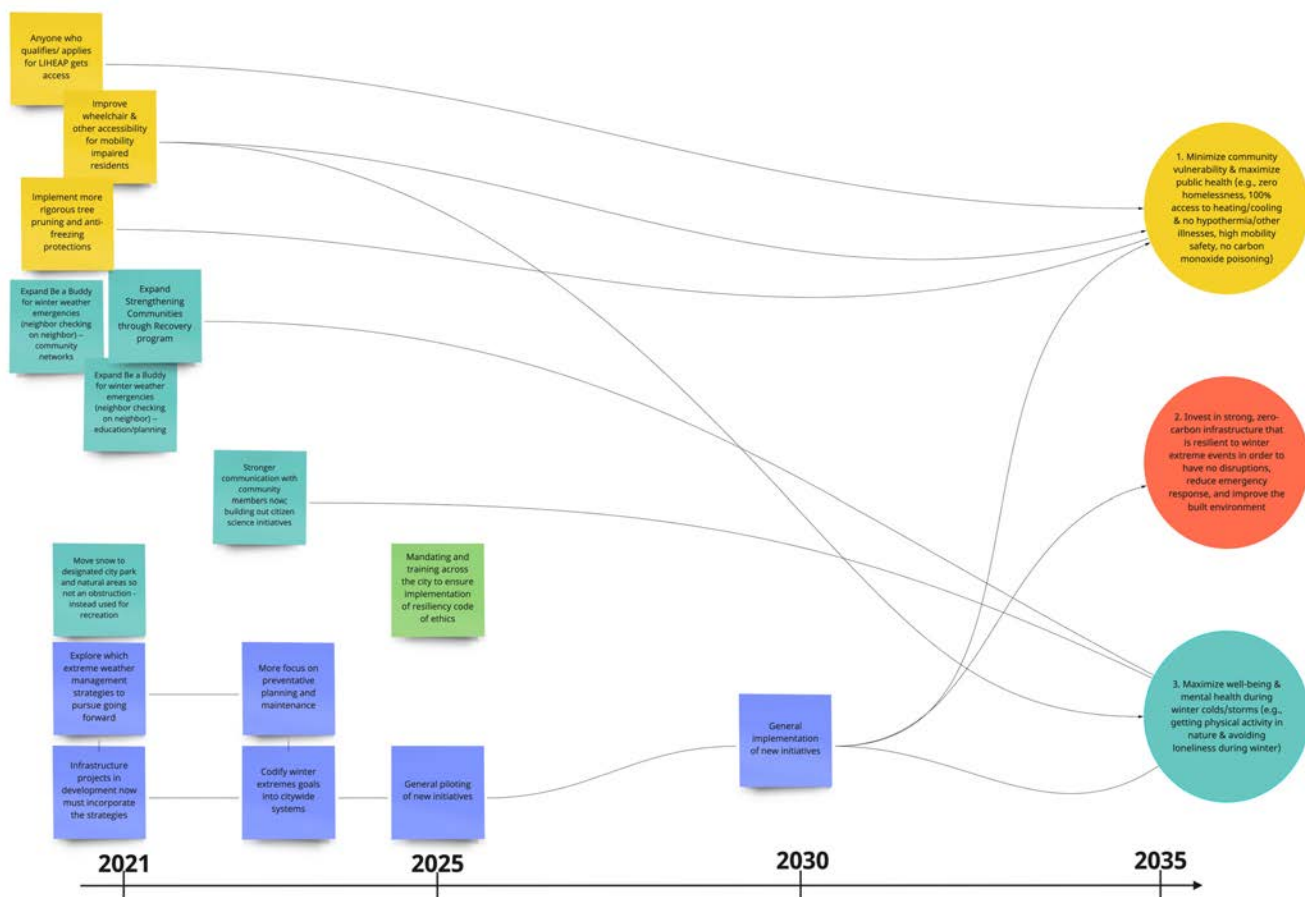 Anyone who
qualifies/ applies
for LIHEAP gets
access
Improve
wheelchair &
other accessibility
for mobility
impaired
residents
Implement more
rigorous tree
pruning and anti-
freezing
protections
Expand Be a Buddy
for winter weather
emergencies
(neighbor checking
on neighbor) –
community
networks
Expand
Strengthening
Communities
through Recovery
program
Expand Be a Buddy
for winter weather
emergencies
(neighbor checking
on neighbor) –
education/planning
Stronger
communication with
community
members now;
building out citizen
science initiatives
Move snow to
designated city park
and natural areas so
not an obstruction -
instead used for
recreation
Mandating and
training across
the city to ensure
implementation
of resiliency code
of ethics
Explore which
extreme weather
management
strategies to
pursue going
forward
More focus on
preventative
planning and
maintenance
Infrastructure
projects in
development now
must incorporate
the strategies
Codify winter
extremes goals
into citywide
systems
General piloting
of new initiatives
General
implementation
of new initiatives
1. Minimize community
vulnerability & maximize
public health (e.g., zero
homelessness, 100%
access to heating/cooling
& no hypothermia/other
illnesses, high mobility
safety, no carbon
monoxide poisoning)
2. Invest in strong, zero-
carbon infrastructure that
is resilient to winter
extreme events in order to
have no disruptions,
reduce emergency
response, and improve the
built environment
3. Maximize well-being &
mental health during
winter colds/storms (e.g.,
getting physical activity in
nature & avoiding
loneliness during winter)
2021
2025
2030
2035